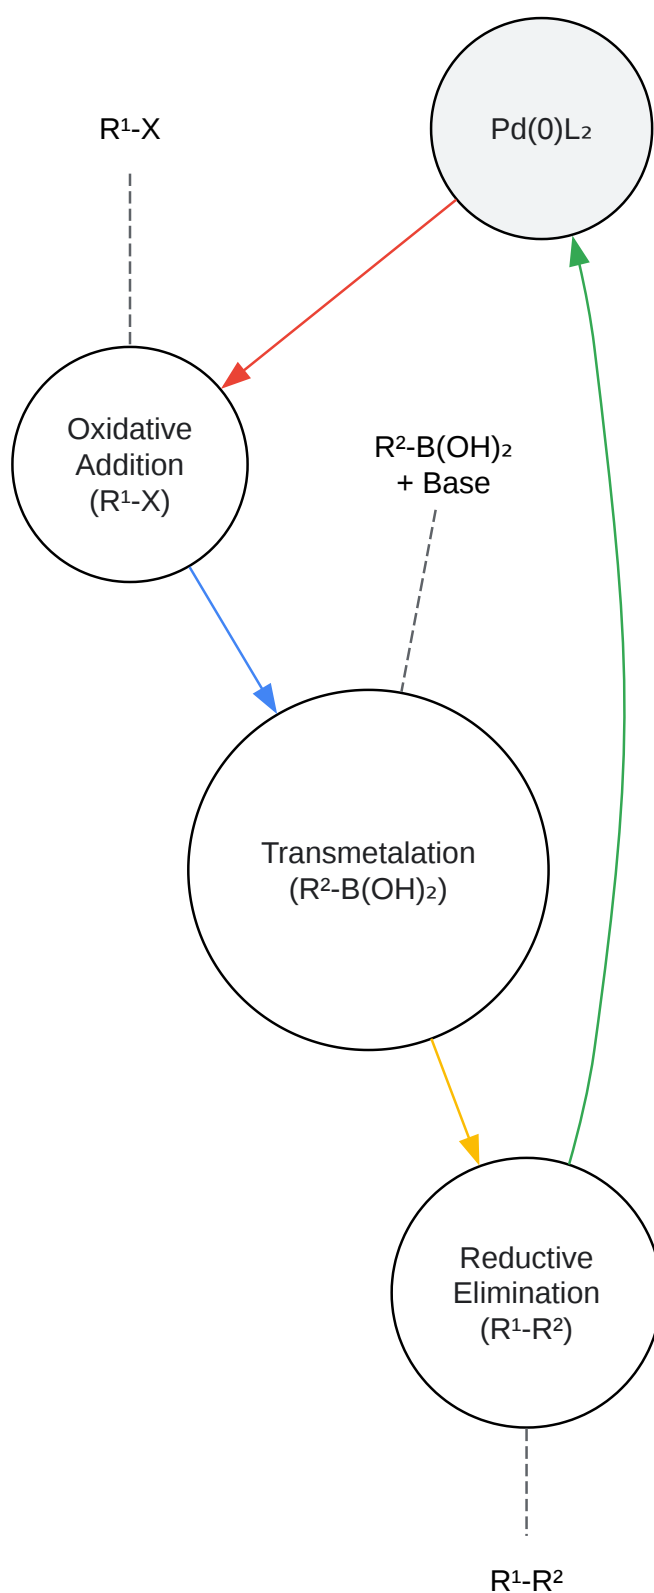 R¹-X
Pd(0)L₂
Oxidative
Addition
(R¹-X)
R²-B(OH)₂
+ Base
Transmetalation
(R²-B(OH)₂)
Reductive
Elimination
(R¹-R²)
R¹-R²